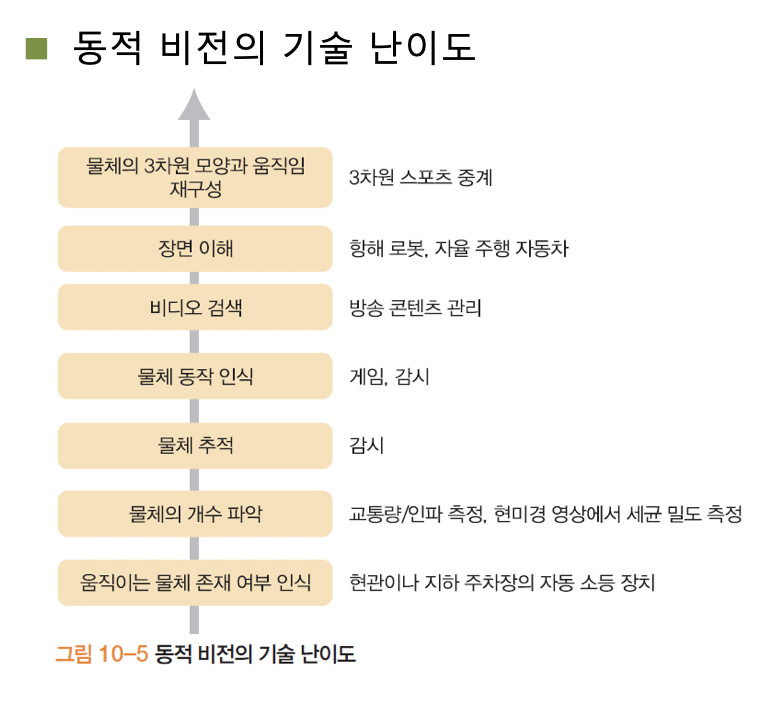 동적 비전의 기술 난이도
물체의 3차원 모양과 움직임
재구성
3차원 스포츠 중계
장면 이해
항해 로봇, 자율 주행 자동차
비디오 검색
방송 콘텐츠 관리
물체 동작 인식
게임, 감시
물체 추적
감시
물체의 개수 파악
교통량/인파 측정, 현미경 영상에서 세균 밀도 측정
움직이는 물체 존재 여부 인식
현관이나 지하 주차장의 자동 소등 장치
그림 10-5 동적 비전의 기술 난이도